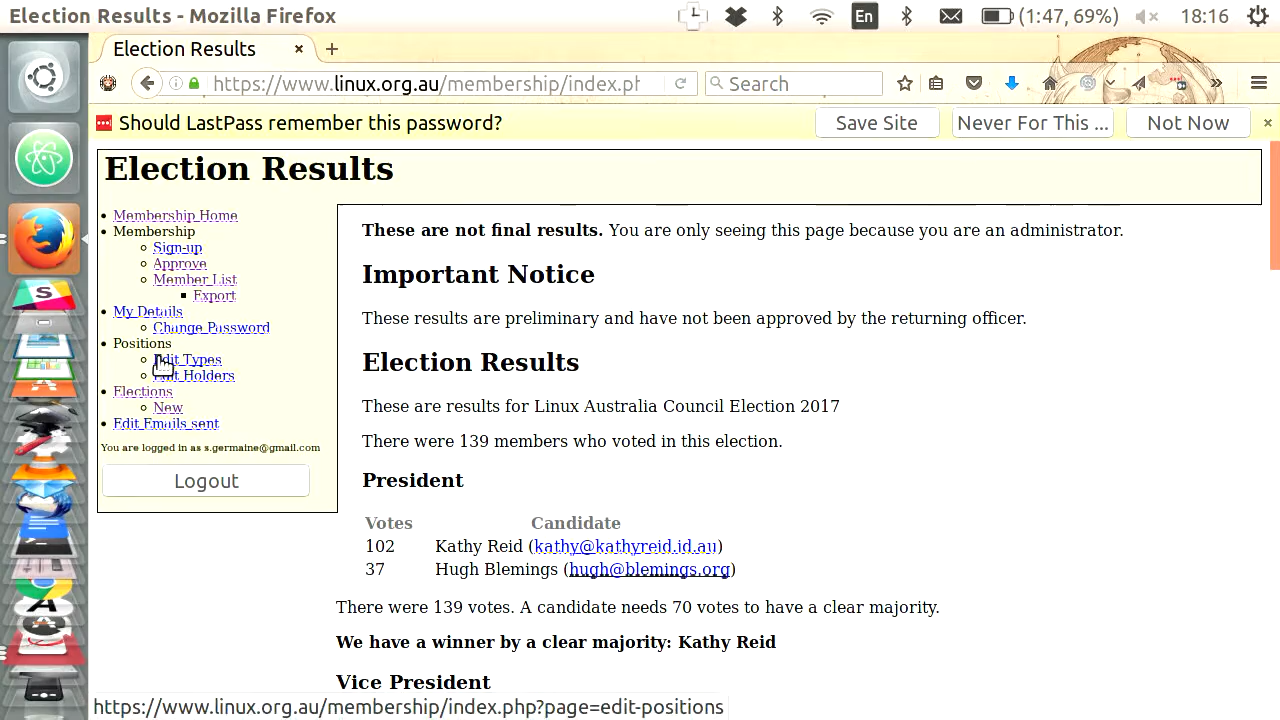 Election Results - Mozilla Firefox
En
(1:47, 69%)
18:16
Election Results
https://www.linux.org.au/membership/index.ph
Search
Should LastPass remember this password?
Save Site
Never For This ...
Not Now
Election Results
Membership Home
Membership
Sign-up
Approve
Member List
Export
My Details
Change Password
Positions
Edit Types
Edit Holders
Elections
New
Edit Emails sent
You are logged in as s.germaine@gmail.com
Logout
These are not final results. You are only seeing this page because you are an administrator.
Important Notice
These results are preliminary and have not been approved by the returning officer.
Election Results
These are results for Linux Australia Council Election 2017
There were 139 members who voted in this election.
President
Votes Candidate
102 Kathy Reid (kathy@kathyreid.id.au)
37 Hugh Blemings (hugh@blemings.org)
There were 139 votes. A candidate needs 70 votes to have a clear majority.
We have a winner by a clear majority: Kathy Reid
Vice President
https://www.linux.org.au/membership/index.php?page=edit-positions